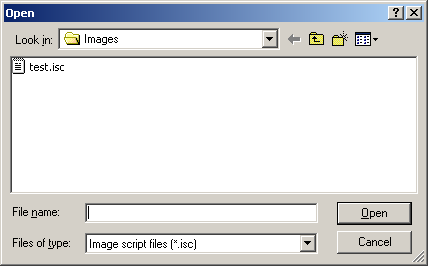 Open
Look in: Images
test.isc
File name: Open
Files of type: Image script files (*.isc) Cancel